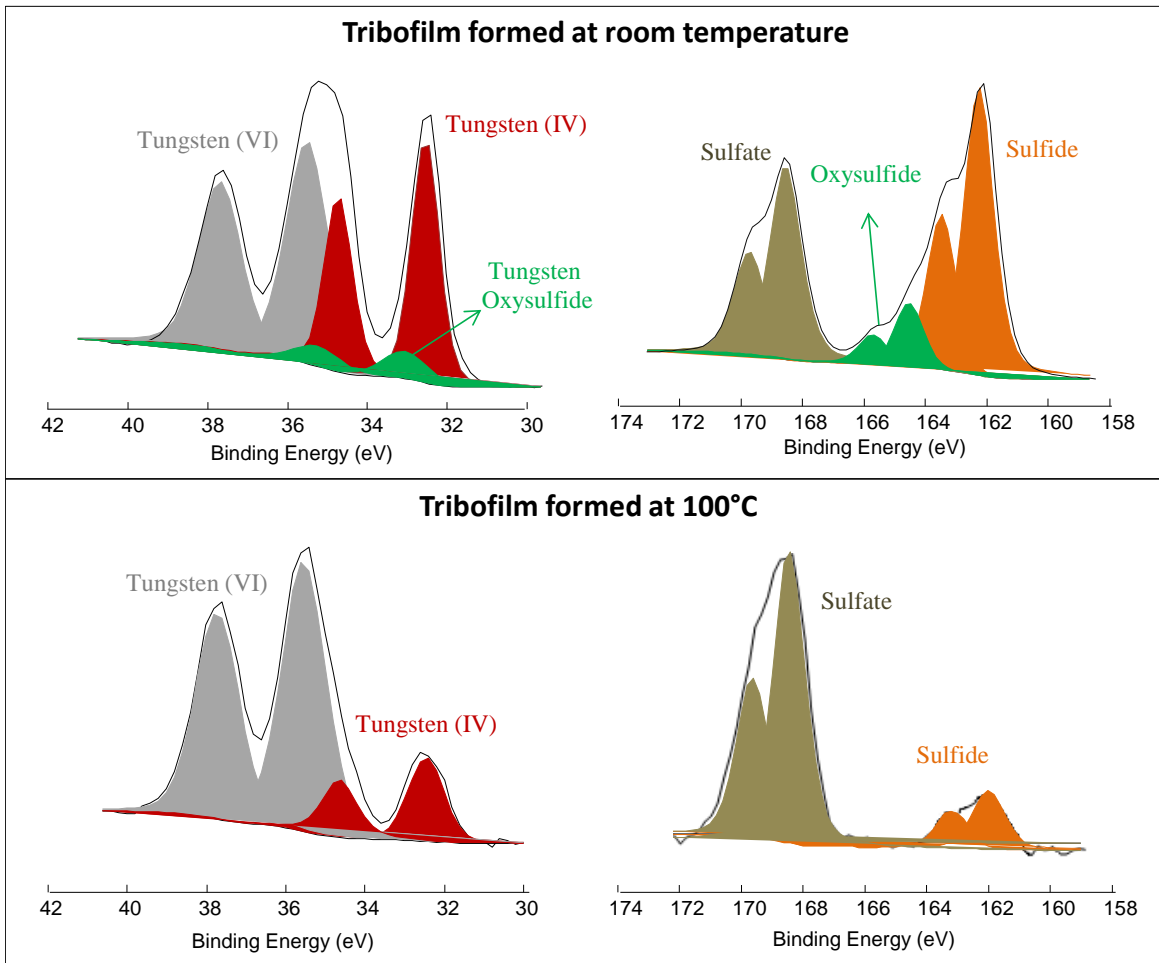 Tribofilm formed at room temperature
Tungsten (VI)
Tungsten (IV)
Tungsten
Oxysulfide
42 40 38 36 34 32 30
Binding Energy (eV)
Sulfate
Oxysulfide
Sulfide
174 172 170 168 166 164 162 160 158
Binding Energy (eV)
Tribofilm formed at 100°C
Tungsten (VI)
Tungsten (IV)
42 40 38 36 34 32 30
Binding Energy (eV)
Sulfate
Sulfide
174 172 170 168 166 164 162 160 158
Binding Energy (eV)